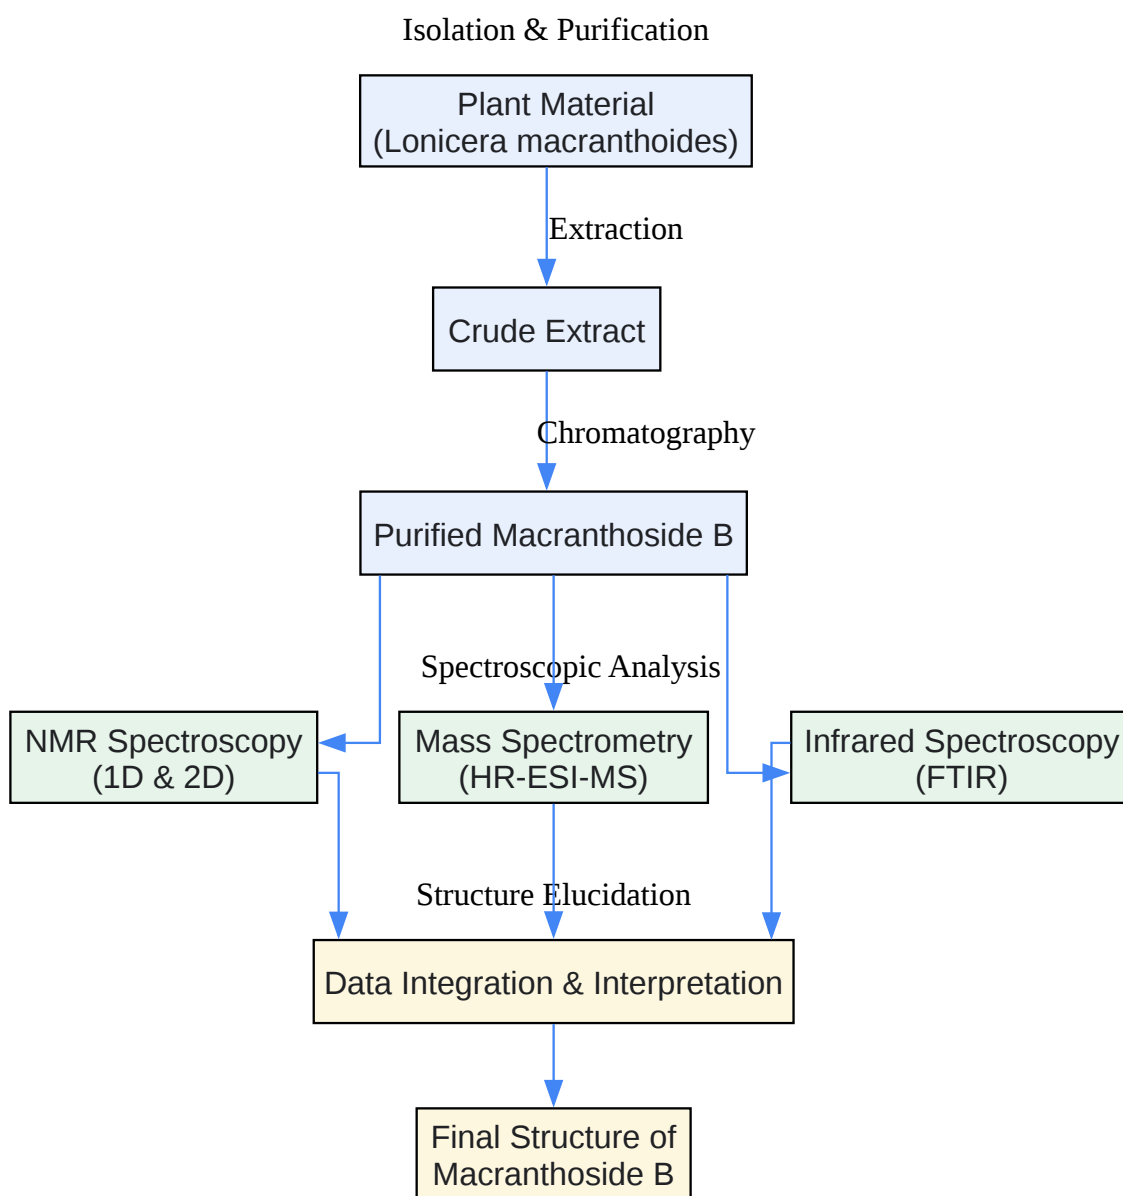 Isolation & Purification
Plant Material
(Lonicera macranthoides)
Extraction
Crude Extract
Chromatography
Purified Macranthoside B
Spectroscopic Analysis
NMR Spectroscopy
(1D & 2D)
Mass Spectrometry
(HR-ESI-MS)
Infrared Spectroscopy
(FTIR)
Structure Elucidation
Data Integration & Interpretation
Final Structure of
Macranthoside B